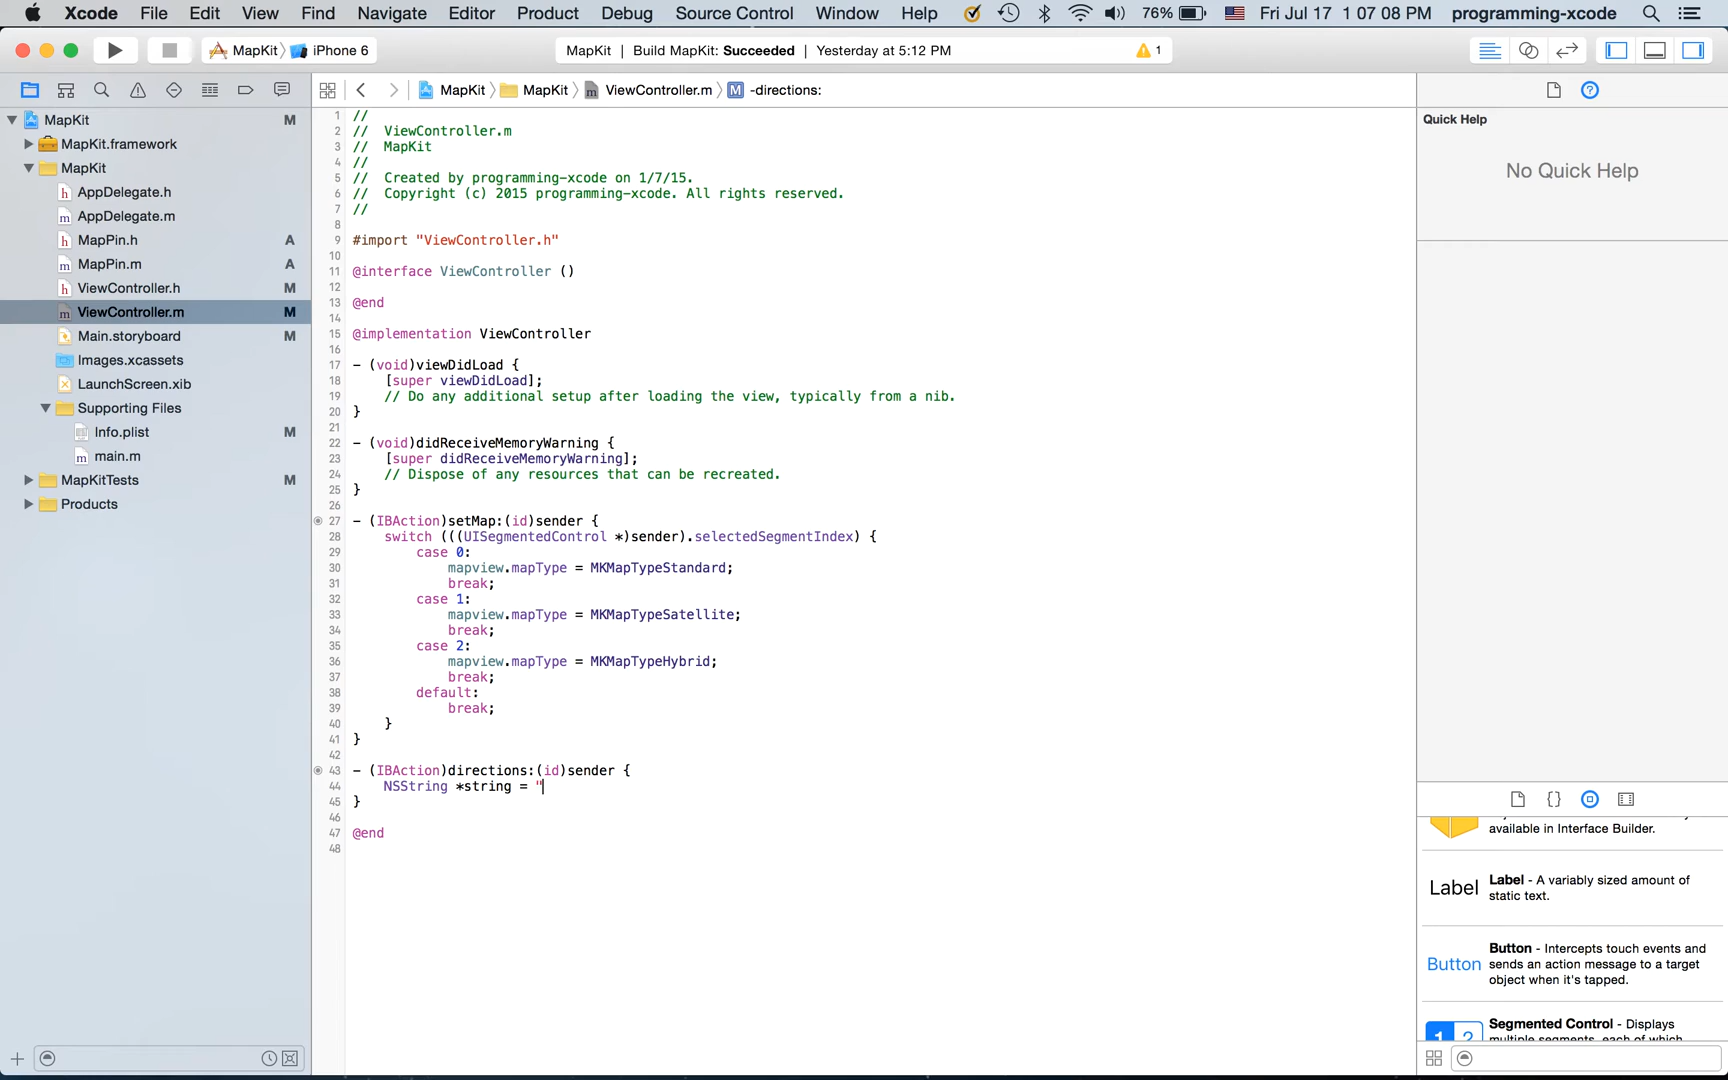 Xcode File Edit View Find Navigate Editor Product Debug Source Control Window Help 76% Fri Jul 17 1 07 08 PM programming-xcode
MapKit iPhone 6 MapKit | Build MapKit: Succeeded | Yesterday at 5:12 PM 1
MapKit MapKit ViewController.m M -directions:
MapKit M
MapKit.framework
MapKit
h AppDelegate.h
m AppDelegate.m
h MapPin.h A
m MapPin.m A
h ViewController.h M
m ViewController.m M
Main.storyboard M
Images.xcassets
LaunchScreen.xib
Supporting Files
Info.plist M
m main.m
MapKitTests M
Products
1 //
2 // ViewController.m
3 // MapKit
4 //
5 // Created by programming-xcode on 1/7/15.
6 // Copyright (c) 2015 programming-xcode. All rights reserved.
7 //
8
9 #import "ViewController.h"
10
11 @interface ViewController ()
12
13 @end
14
15 @implementation ViewController
16
17 - (void)viewDidLoad {
18 [super viewDidLoad];
19 // Do any additional setup after loading the view, typically from a nib.
20 }
21
22 - (void)didReceiveMemoryWarning {
23 [super didReceiveMemoryWarning];
24 // Dispose of any resources that can be recreated.
25 }
26
27 - (IBAction)setMap:(id)sender {
28 switch (((UISegmentedControl *)sender).selectedSegmentIndex) {
29 case 0:
30 mapview.mapType = MKMapTypeStandard;
31 break;
32 case 1:
33 mapview.mapType = MKMapTypeSatellite;
34 break;
35 case 2:
36 mapview.mapType = MKMapTypeHybrid;
37 break;
38 default:
39 break;
40 }
41 }
42
43 - (IBAction)directions:(id)sender {
44 NSString *string = "
45 }
46
47 @end
48
Quick Help
No Quick Help
{ }
available in Interface Builder.
Label Label - A variably sized amount of
static text.
Button Button - Intercepts touch events and
sends an action message to a target
object when it's tapped.
1 2 Segmented Control - Displays
multiple segments, each of which